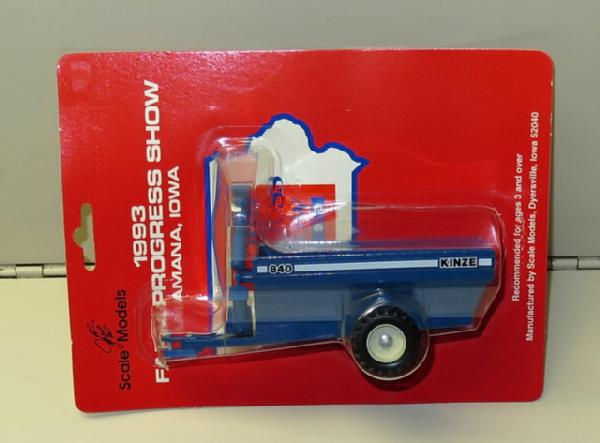 1993
FARM PROGRESS SHOW
AMANA, IOWA
Scale Models
840
KINZE
Recommended for ages 3 and over
Manufactured by Scale Models, Dyersville, Iowa 52040